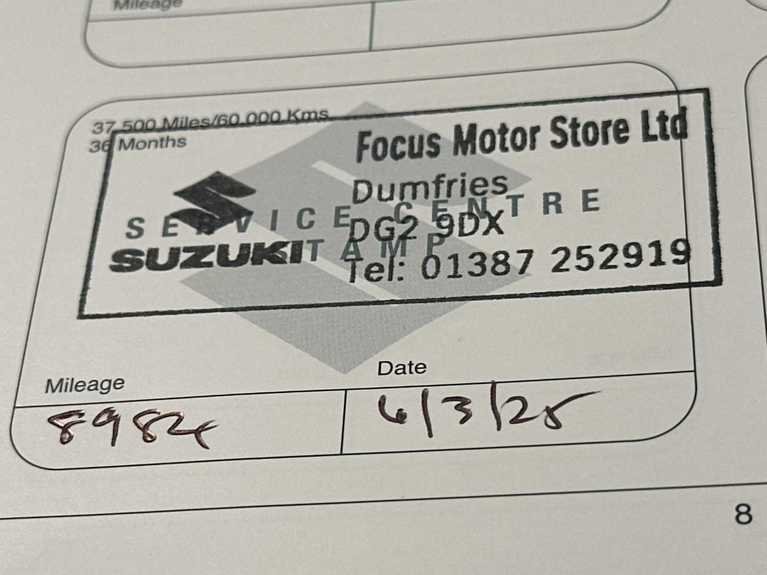 Mileage
37,500 Miles/60,000 Kms
36 Months
Focus Motor Store Ltd
Dumfries
SERVICE CENTRE
DG2 9DX
SUZUKI
STAMP
Tel: 01387 252919
Mileage
Date
6/3/25
8